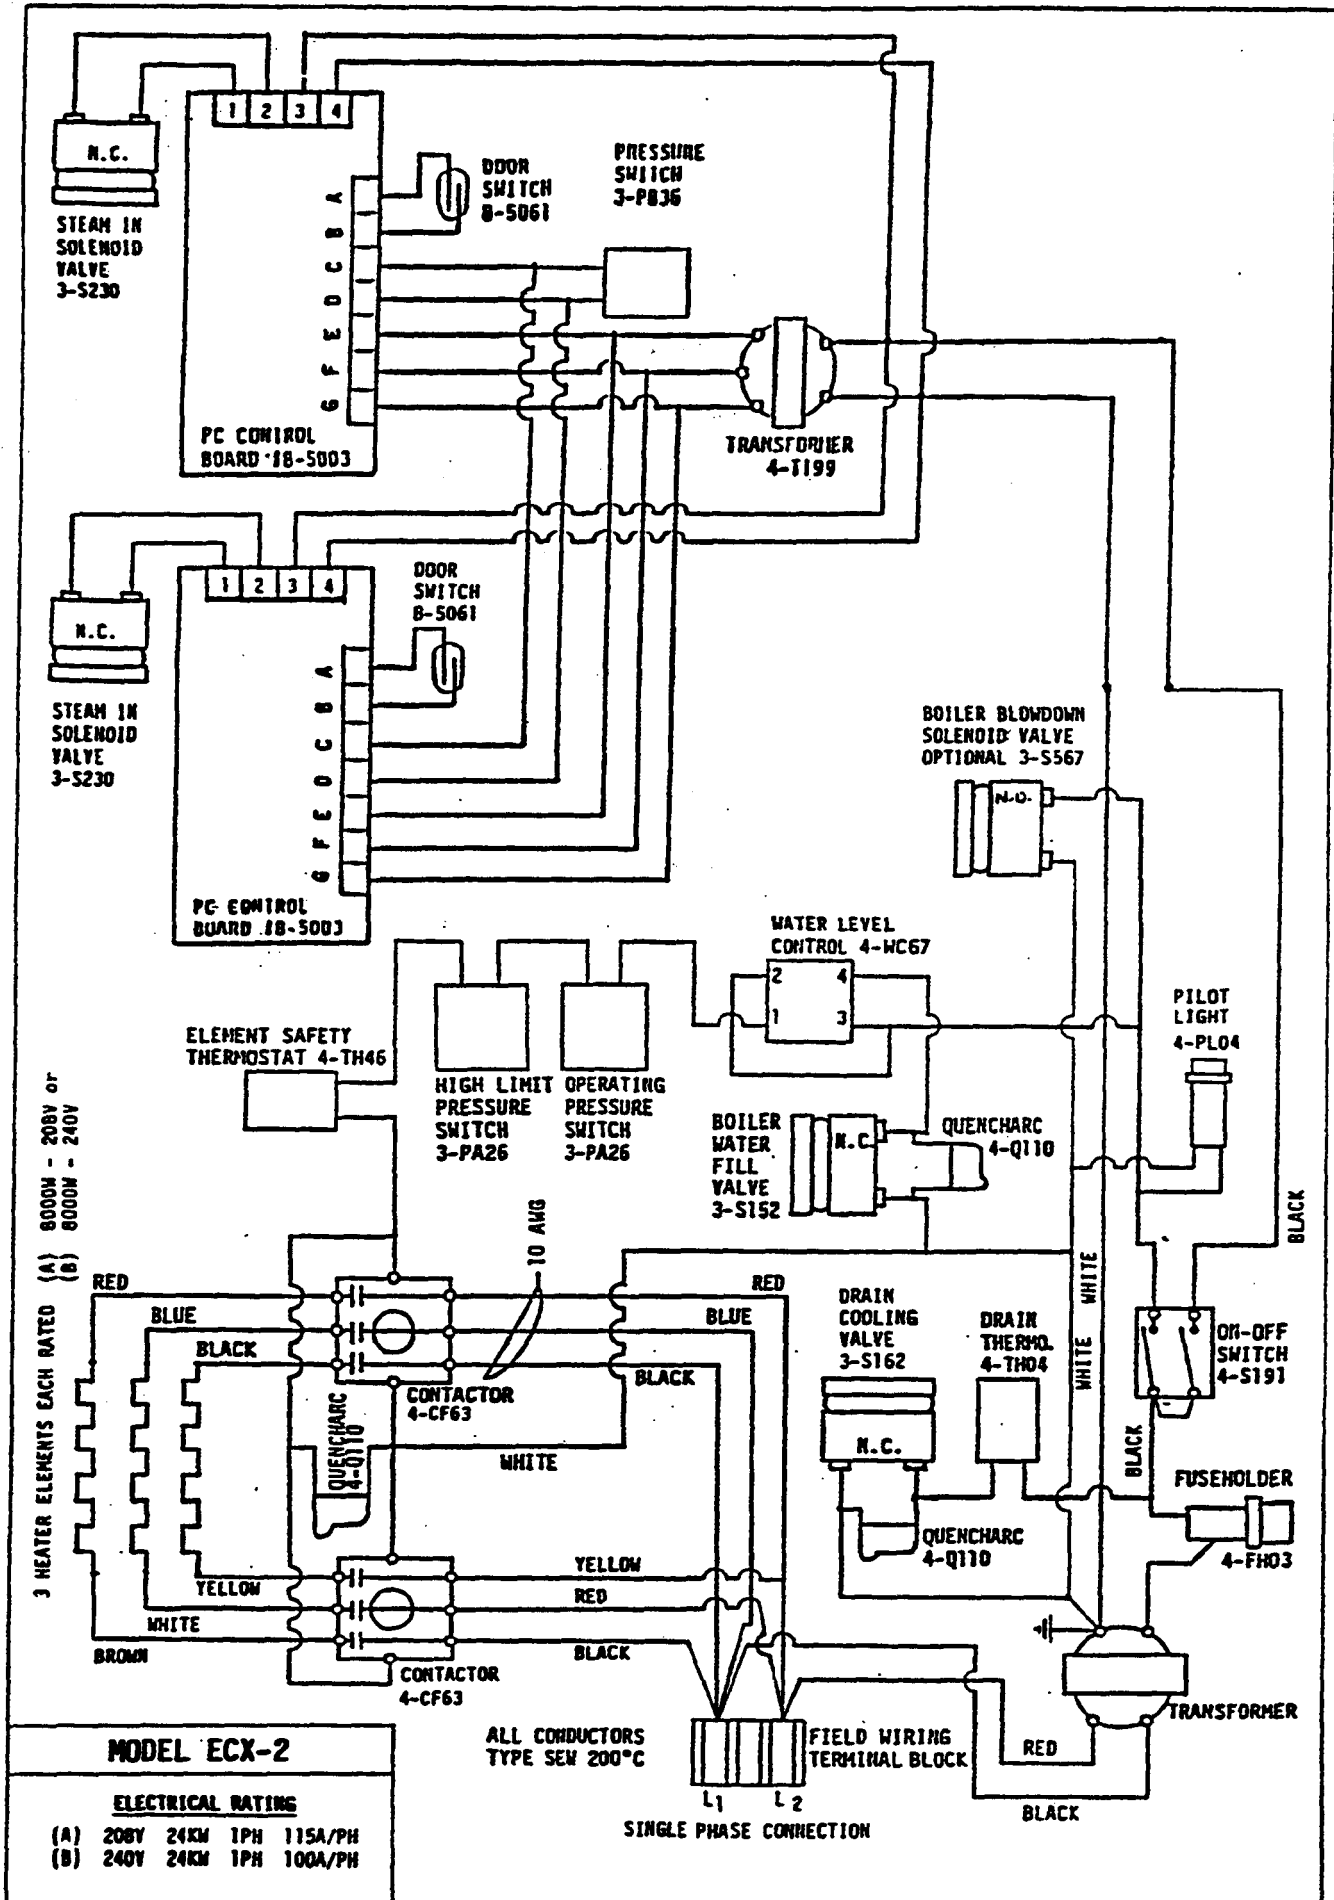 1 2 3 4
N.C.
STEAM IN
SOLENOID
VALVE
3-S230
DOOR
SWITCH
8-5061
PRESSURE
SWITCH
3-PB36
A
B
C
D
E
F
G
PC CONTROL
BOARD 18-5003
TRANSFORMER
4-T199
1 2 3 4
N.C.
STEAM IN
SOLENOID
VALVE
3-S230
DOOR
SWITCH
8-5061
A
B
C
D
E
F
G
PC CONTROL
BOARD 18-5003
BOILER BLOWDOWN
SOLENOID VALVE
OPTIONAL 3-S567
WATER LEVEL
CONTROL 4-WC67
2 4
1 3
PILOT
LIGHT
4-PL04
ELEMENT SAFETY
THERMOSTAT 4-TH46
HIGH LIMIT
PRESSURE
SWITCH
3-PA26
OPERATING
PRESSURE
SWITCH
3-PA26
BOILER
WATER
FILL
VALVE
3-S152
N.C.
QUENCHARC
4-Q110
3 HEATER ELEMENTS EACH RATED (A) 8000W - 208V or
(B) 8000W - 240V
10 AWG
RED
BLUE
BLACK
RED
BLUE
BLACK
CONTACTOR
4-CF63
QUENCHARC
4-Q110
WHITE
DRAIN
COOLING
VALVE
3-S162
N.C.
DRAIN
THERMO.
4-TH04
WHITE
WHITE
BLACK
ON-OFF
SWITCH
4-S191
BLACK
FUSEHOLDER
4-FH03
QUENCHARC
4-Q110
YELLOW
WHITE
BROWN
YELLOW
RED
BLACK
CONTACTOR
4-CF63
TRANSFORMER
RED
BLACK
ALL CONDUCTORS
TYPE SEW 200°C
FIELD WIRING
TERMINAL BLOCK
L1 L2
SINGLE PHASE CONNECTION
MODEL ECX-2
ELECTRICAL RATING
(A) 208V 24KW 1PH 115A/PH
(B) 240V 24KW 1PH 100A/PH